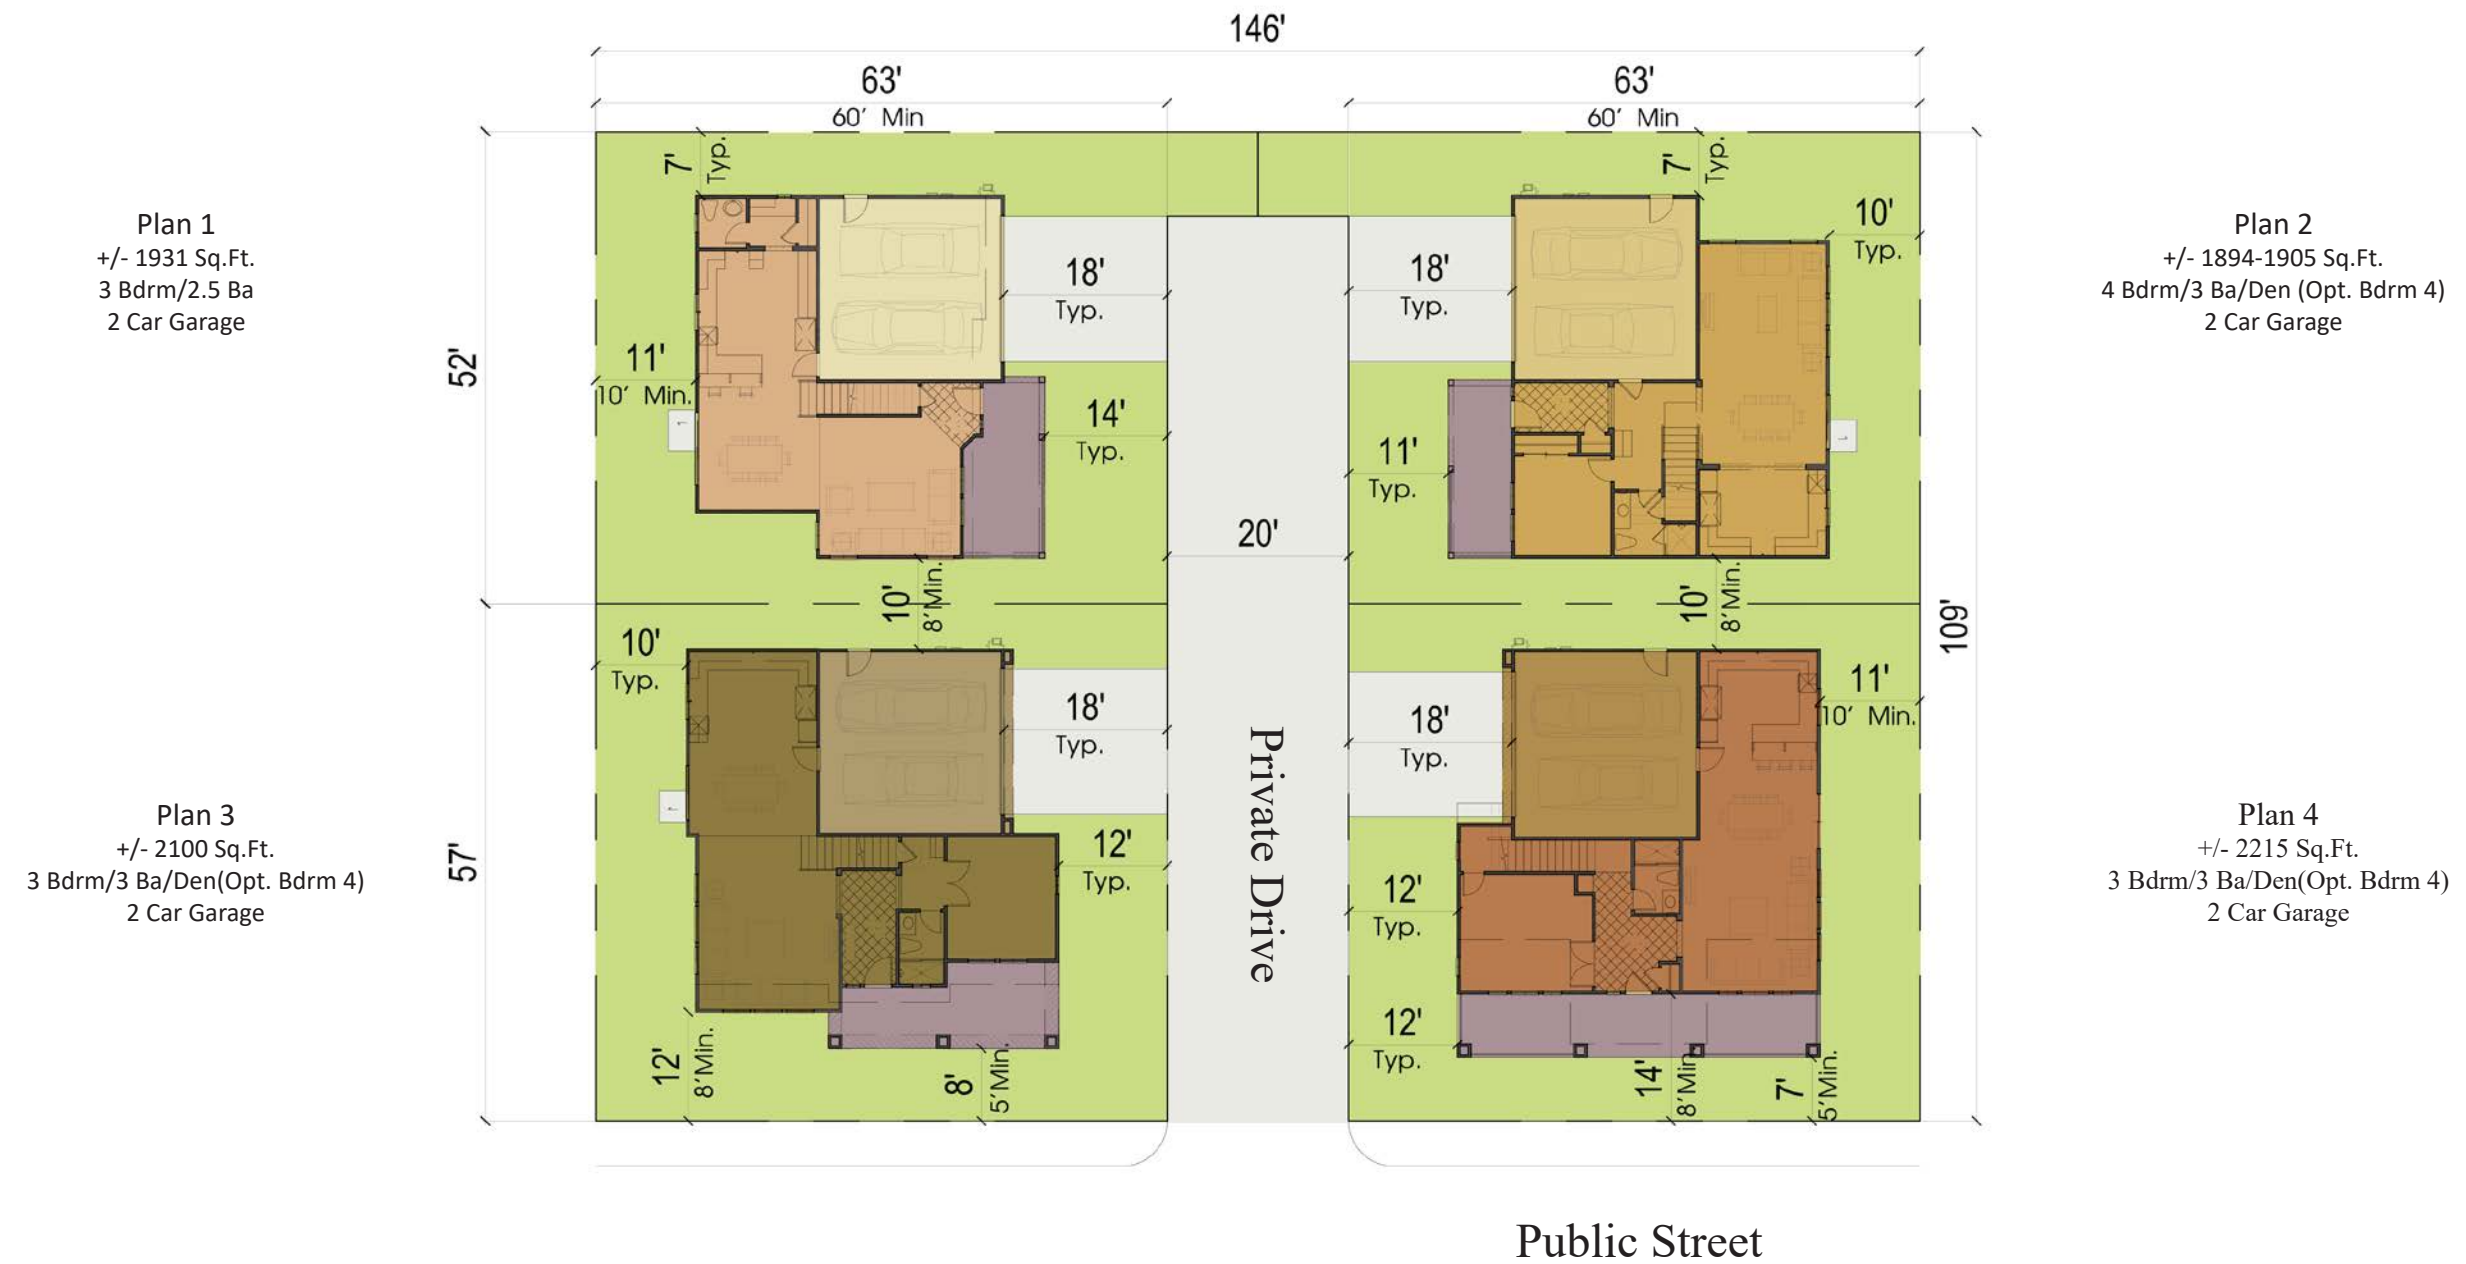 146'
63'
60' Min
63'
60' Min
7'
Typ.
7'
Typ.
Plan 1
+/- 1931 Sq.Ft.
3 Bdrm/2.5 Ba
2 Car Garage
10'
Typ.
Plan 2
+/- 1894-1905 Sq.Ft.
4 Bdrm/3 Ba/Den (Opt. Bdrm 4)
2 Car Garage
18'
Typ.
18'
Typ.
52'
11'
10' Min.
14'
Typ.
11'
Typ.
1
1
20'
10'
8'Min.
10'
8'Min.
109'
10'
Typ.
11'
10' Min.
18'
Typ.
18'
Typ.
Private Drive
1
Plan 3
+/- 2100 Sq.Ft.
3 Bdrm/3 Ba/Den(Opt. Bdrm 4)
2 Car Garage
57'
12'
Typ.
12'
Typ.
Plan 4
+/- 2215 Sq.Ft.
3 Bdrm/3 Ba/Den(Opt. Bdrm 4)
2 Car Garage
12'
Typ.
12'
8'Min.
8'
5'Min.
14'
8'Min.
7'
5'Min.
Public Street